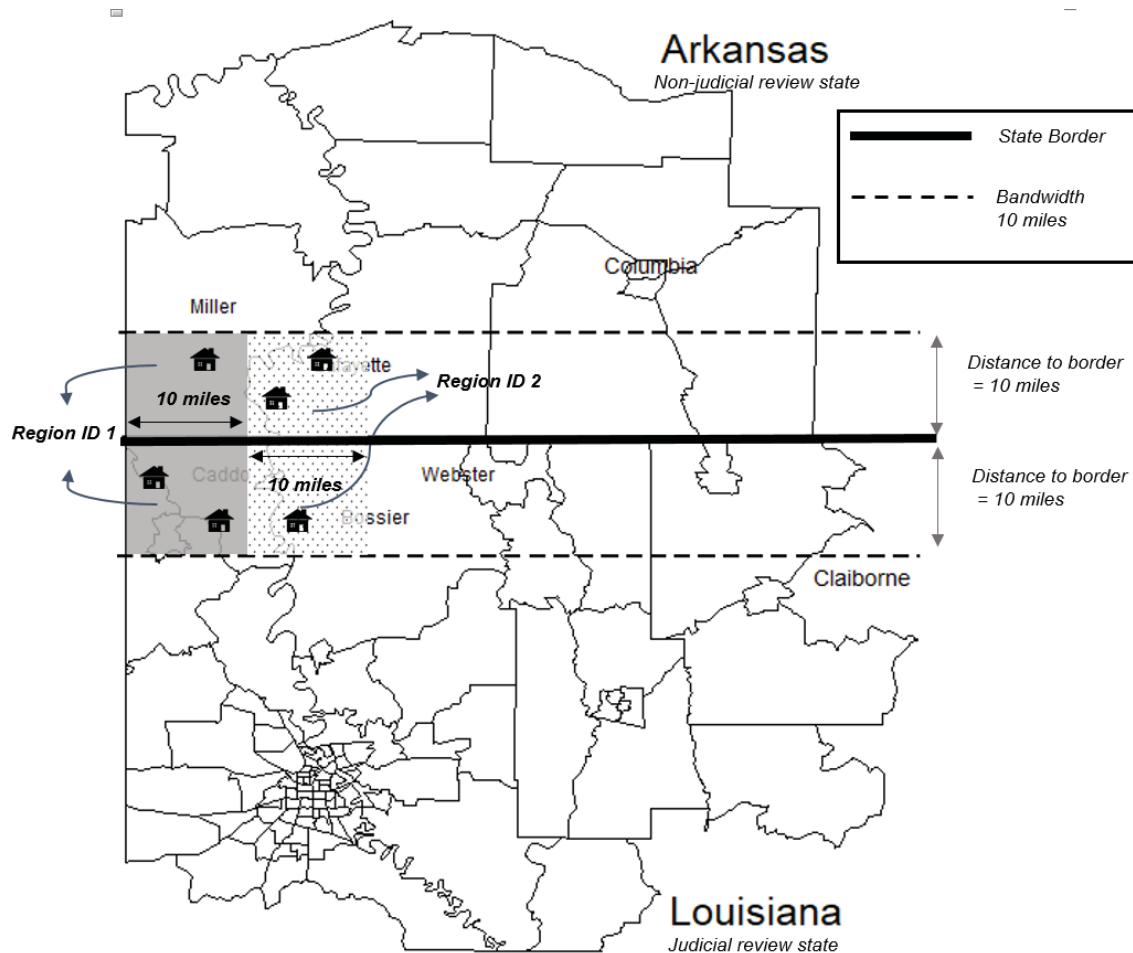 Arkansas
Non-judicial review state
State Border
Bandwidth
10 miles
Columbia
Miller
ayette
Distance to border
= 10 miles
Region ID 2
10 miles
Region ID 1
Caddo
Webster
10 miles
Distance to border
= 10 miles
Bossier
Claiborne
Louisiana
Judicial review state